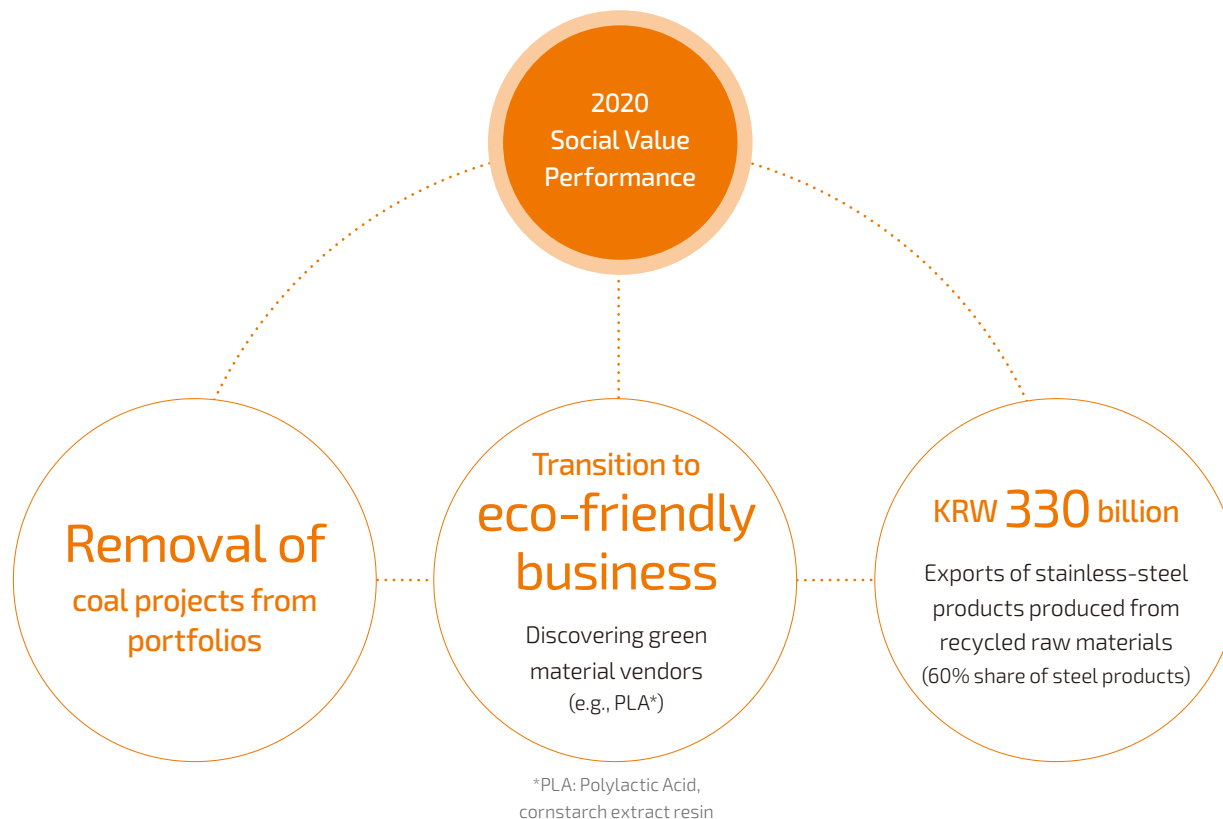 2020
Social Value
Performance
Removal of
coal projects from
portfolios
Transition to
eco-friendly
business
Discovering green
material vendors
(e.g., PLA*)
*PLA: Polylactic Acid,
cornstarch extract resin
KRW 330 billion
Exports of stainless-steel
products produced from
recycled raw materials
(60% share of steel products)